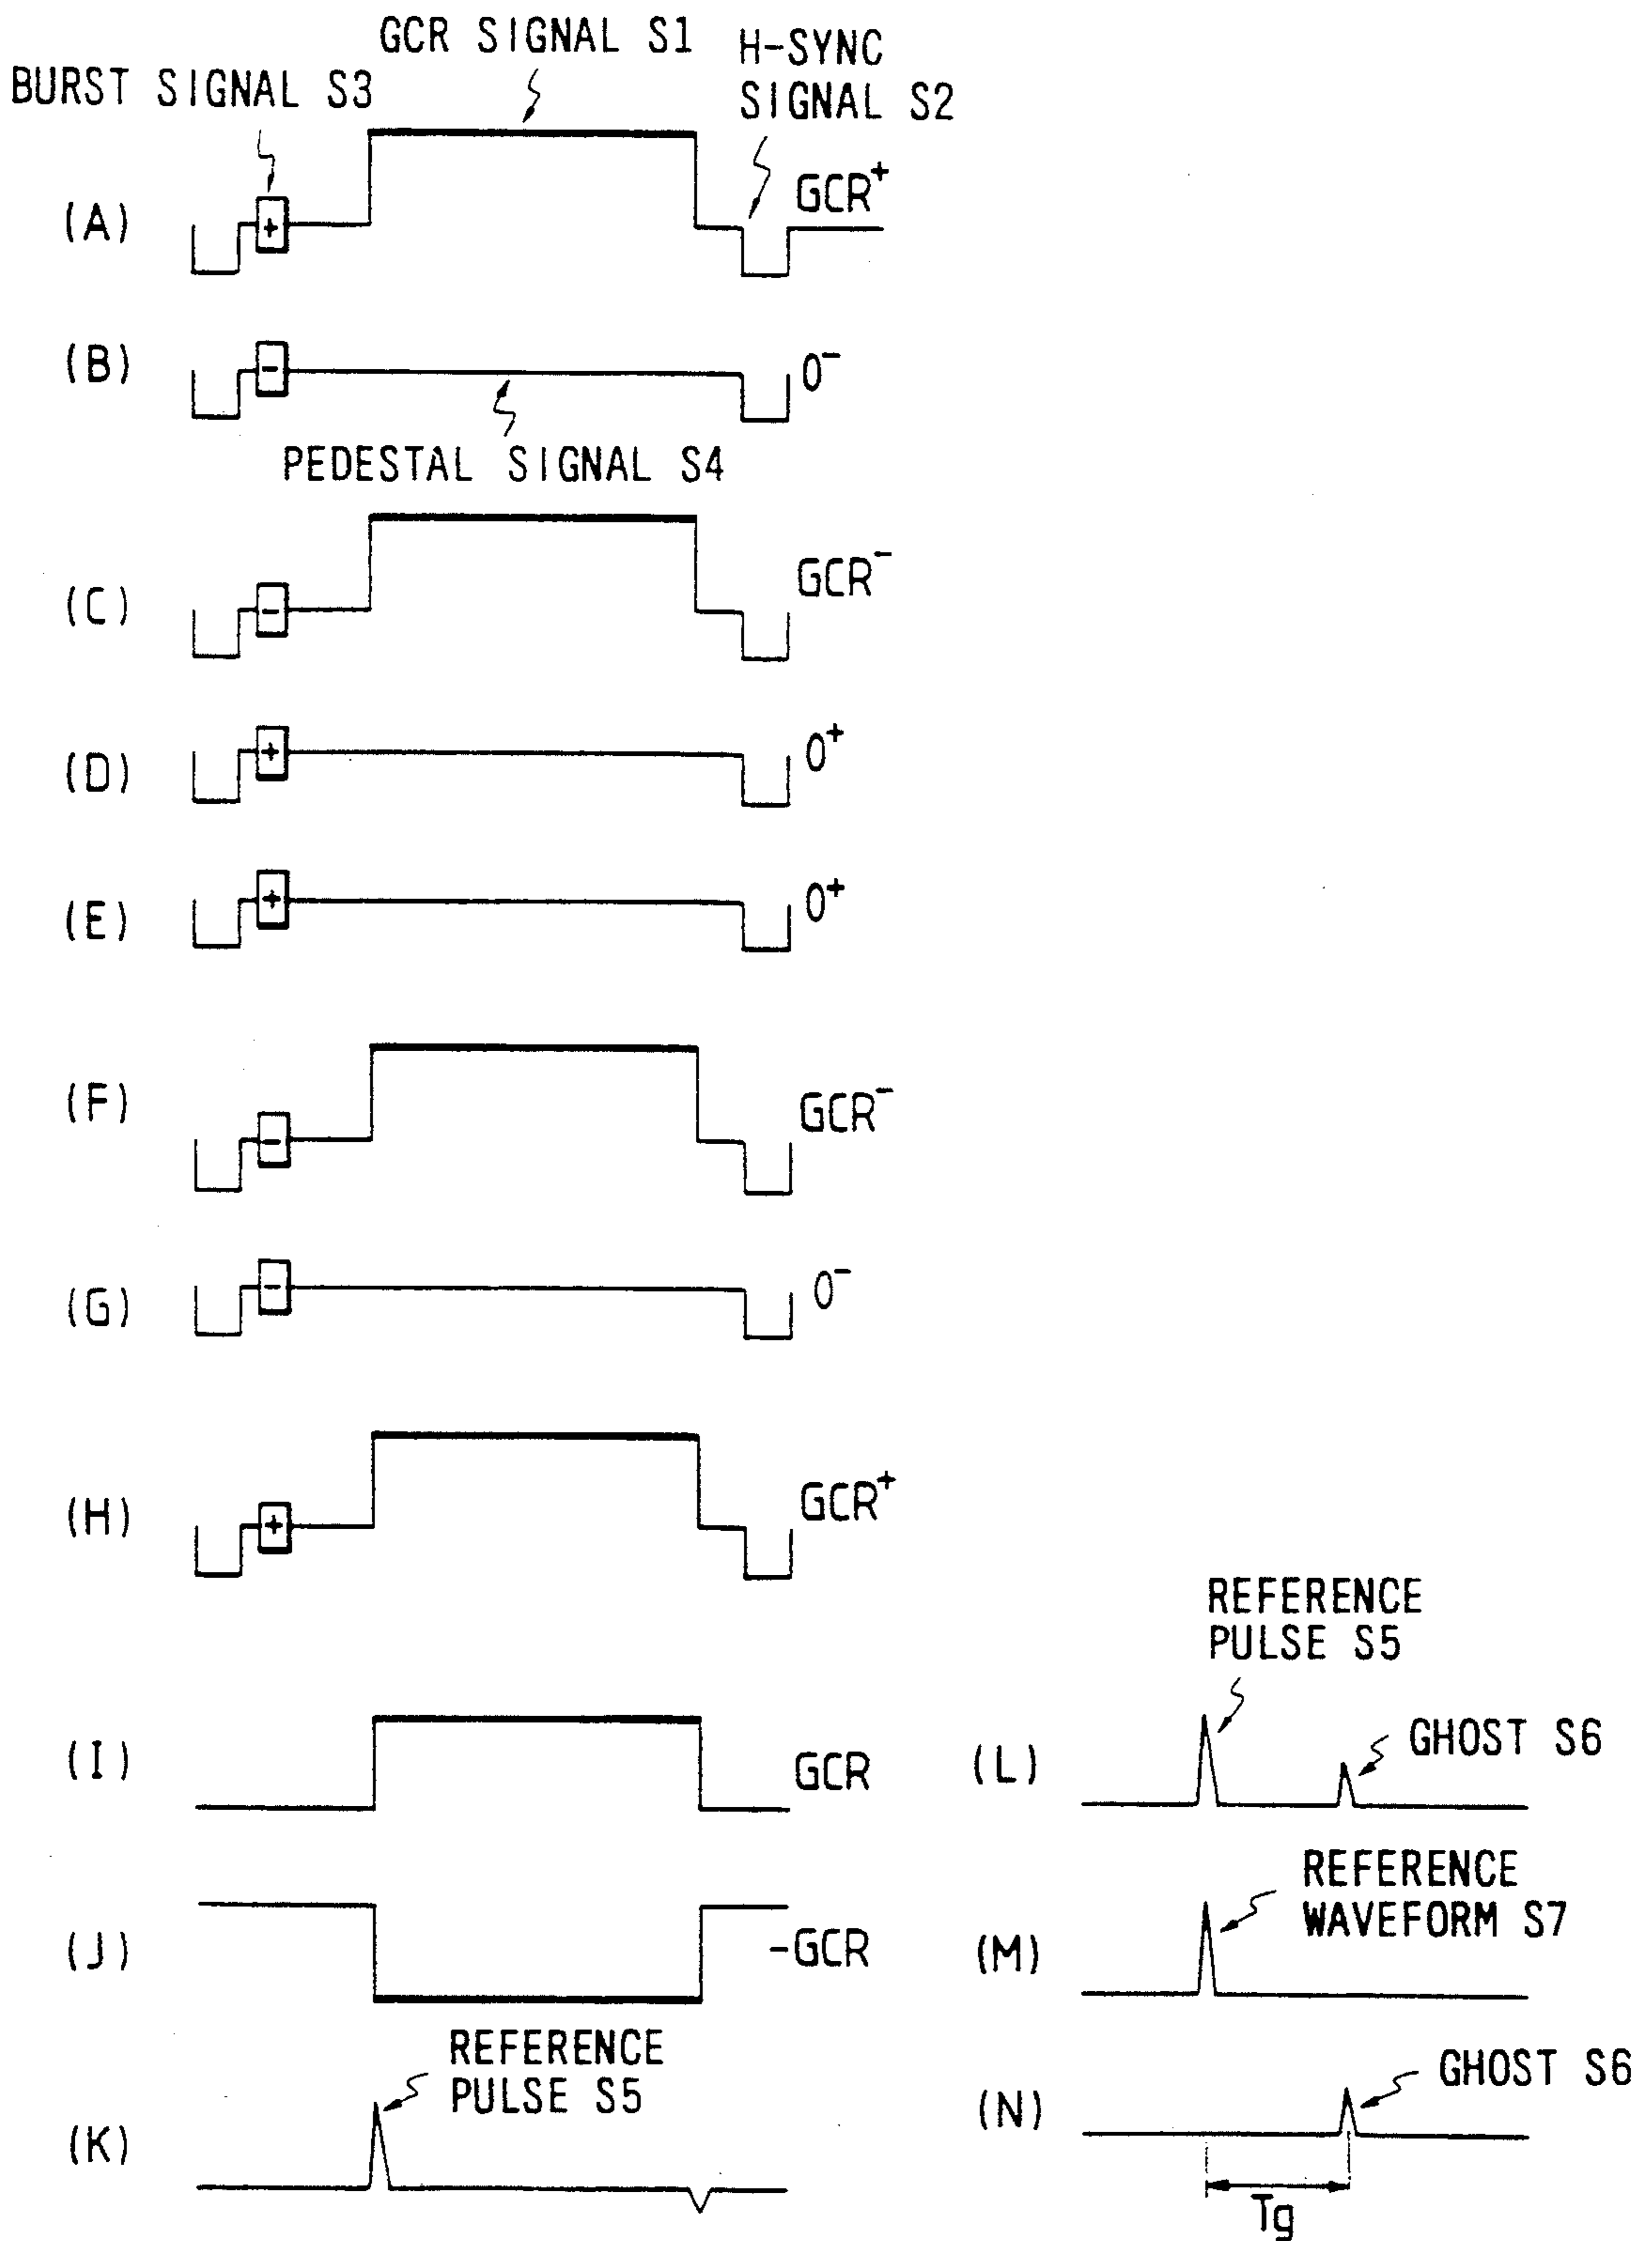 GCR SIGNAL S1
H-SYNC
SIGNAL S2
BURST SIGNAL S3
(A)
+
GCR⁺
(B)
-
0⁻
PEDESTAL SIGNAL S4
(C)
-
GCR⁻
(D)
+
0⁺
(E)
+
0⁺
(F)
-
GCR⁻
(G)
-
0⁻
(H)
+
GCR⁺
(I)
GCR
(J)
-GCR
(K)
REFERENCE
PULSE S5
(L)
REFERENCE
PULSE S5
GHOST S6
(M)
REFERENCE
WAVEFORM S7
(N)
GHOST S6
Tg